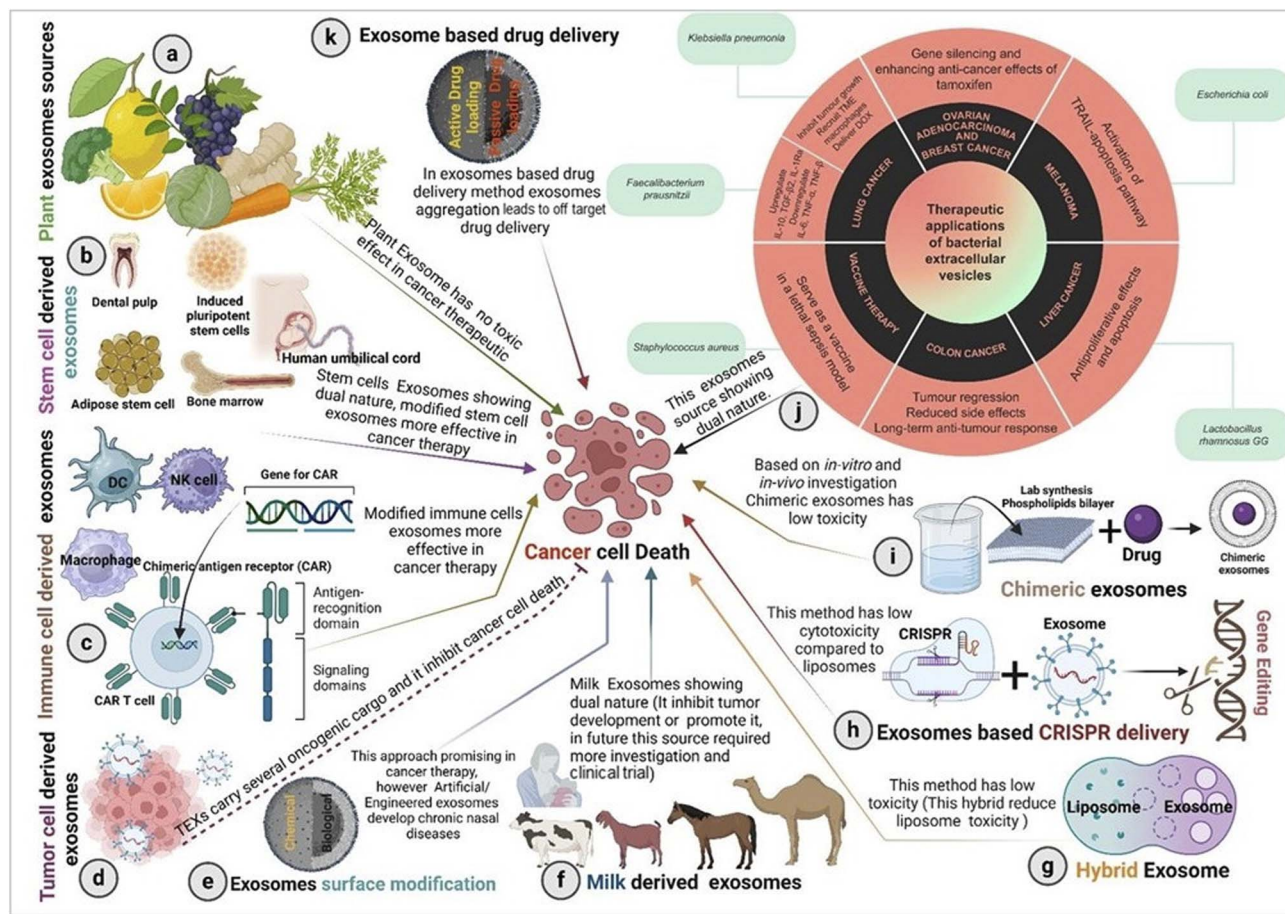 Plant exosomes sources
a
k
Exosome based drug delivery
Active Drug
loading
Passive Drug
loading
In exosomes based drug
delivery method exosomes
aggregation leads to off target
drug delivery
Plant Exosome has no toxic
effect in cancer therapeutic
Stem cell derived
exosomes
b
Dental pulp
Induced
pluripotent
stem cells
Human umbilical cord
Adipose stem cell
Bone marrow
Stem cells Exosomes showing
dual nature, modified stem cell
exosomes more effective in
cancer therapy
Immune cell derived exosomes
DC
NK cell
Macrophage
Gene for CAR
Chimeric antigen receptor (CAR)
Antigen-
recognition
domain
Signaling
domains
c
CAR T cell
Modified immune cells
exosomes more
effective in
cancer therapy
Tumor cell derived
exosomes
d
TEXs carry several oncogenic cargo and it inhibit cancer cell death
Cancer cell Death
This approach promising in
cancer therapy,
however Artificial/
Engineered exosomes
develop chronic nasal
diseases
Chemical
Biological
e
Exosomes surface modification
Milk Exosomes showing
dual nature (It inhibit tumor
development or promote it,
in future this source required
more investigation and
clinical trial)
f
Milk derived exosomes
This method has low
toxicity (This hybrid reduce
liposome toxicity )
Liposome
Exosome
g
Hybrid Exosome
This method has low
cytotoxicity
compared to
liposomes
CRISPR
Exosome
Gene Editing
h
Exosomes based CRISPR delivery
Based on in-vitro and
in-vivo investigation
Chimeric exosomes has
low toxicity
i
Lab synthesis
Phospholipids bilayer
Drug
Chimeric
exosomes
Chimeric exosomes
This exosomes
source showing
dual nature.
j
Therapeutic
applications
of bacterial
extracellular
vesicles
OVARIAN
ADENOCARCINOMA
AND
BREAST CANCER
Gene silencing and
enhancing anti-cancer effects of
tamoxifen
MELANOMA
Activation of
TRAIL-apoptosis pathway
LIVER CANCER
Antiproliferative effects
and apoptosis
COLON CANCER
Tumour regression
Reduced side effects
Long-term anti-tumour response
VACCINE THERAPY
Serve as a vaccine
in a lethal sepsis model
LUNG CANCER
Upregulate
IL-10, TGF-β2, IL-1Ra
Downregulate
IL-6, TNF-α, TNF-β
Inhibit tumour growth
Recruit TME
macrophages
Deliver DOX
Klebsiella pneumonia
Escherichia coli
Faecalibacterium
prausnitzii
Staphylococcus aureus
Lactobacillus
rhamnosus GG